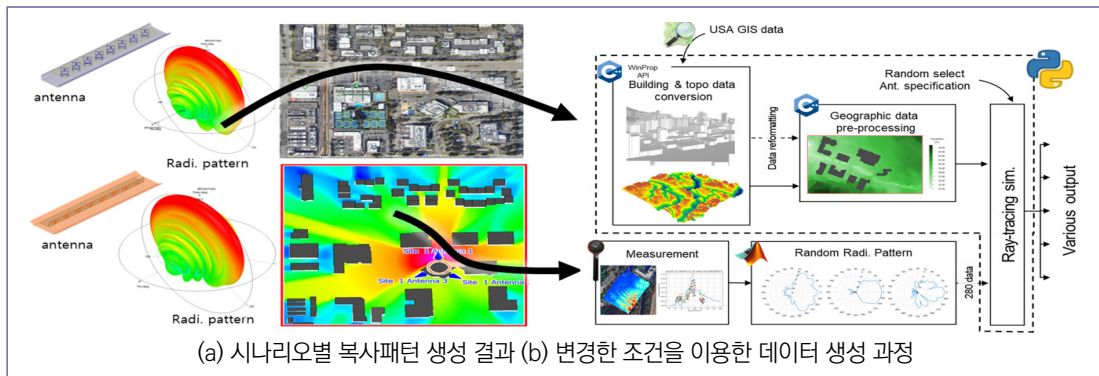 antenna
Radi. pattern
antenna
Radi. pattern
Site 1 Antenna 1
Site 1 Antenna 3
Site 1 Antenna
USA GIS data
WinProp
API
Building & topo data
conversion
Data reformatting
Geographic data
pre-processing
Random select
Ant. specification
Ray-tracing sim.
Various output
Measurement
Random Radi. Pattern
280 data
(a) 시나리오별 복사패턴 생성 결과 (b) 변경한 조건을 이용한 데이터 생성 과정